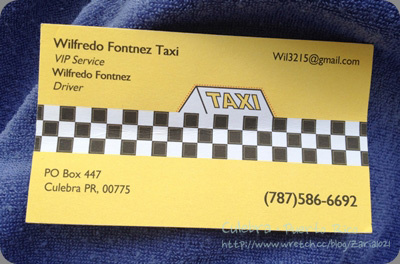 Wilfredo Fontnez Taxi
VIP Service
Wilfredo Fontnez
Driver
Wil3215@gmail.com
TAXI
PO Box 447
Culebra PR, 00775
(787)586-6692
Culebra
http://www.wretch.cc/blog/Zaria1021